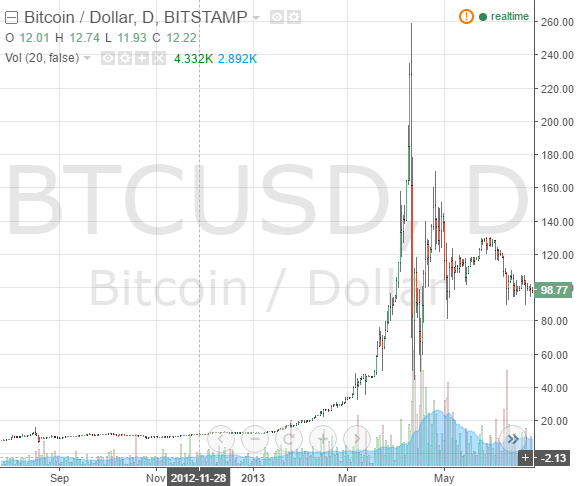 Bitcoin / Dollar, D, BITSTAMP
! realtime
O 12.01 H 12.74 L 11.93 C 12.22
Vol (20, false) 4.332K 2.892K
BTCUSD, D
Bitcoin / Dollar
260.00
240.00
220.00
200.00
180.00
160.00
140.00
120.00
98.77
80.00
60.00
40.00
20.00
-2.13
Sep Nov 2012-11-28 2013 Mar May